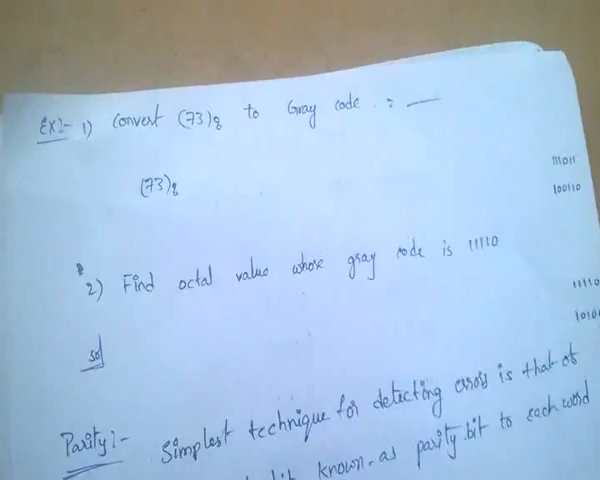 Ex:- 1) Convert (73)8 to Gray code :—
111011
(73)8
100110
2) Find octal value whose gray code is 11110
11110
1010
sol
Parity:- Simplest technique for detecting errors is that of
known as parity bit to each word